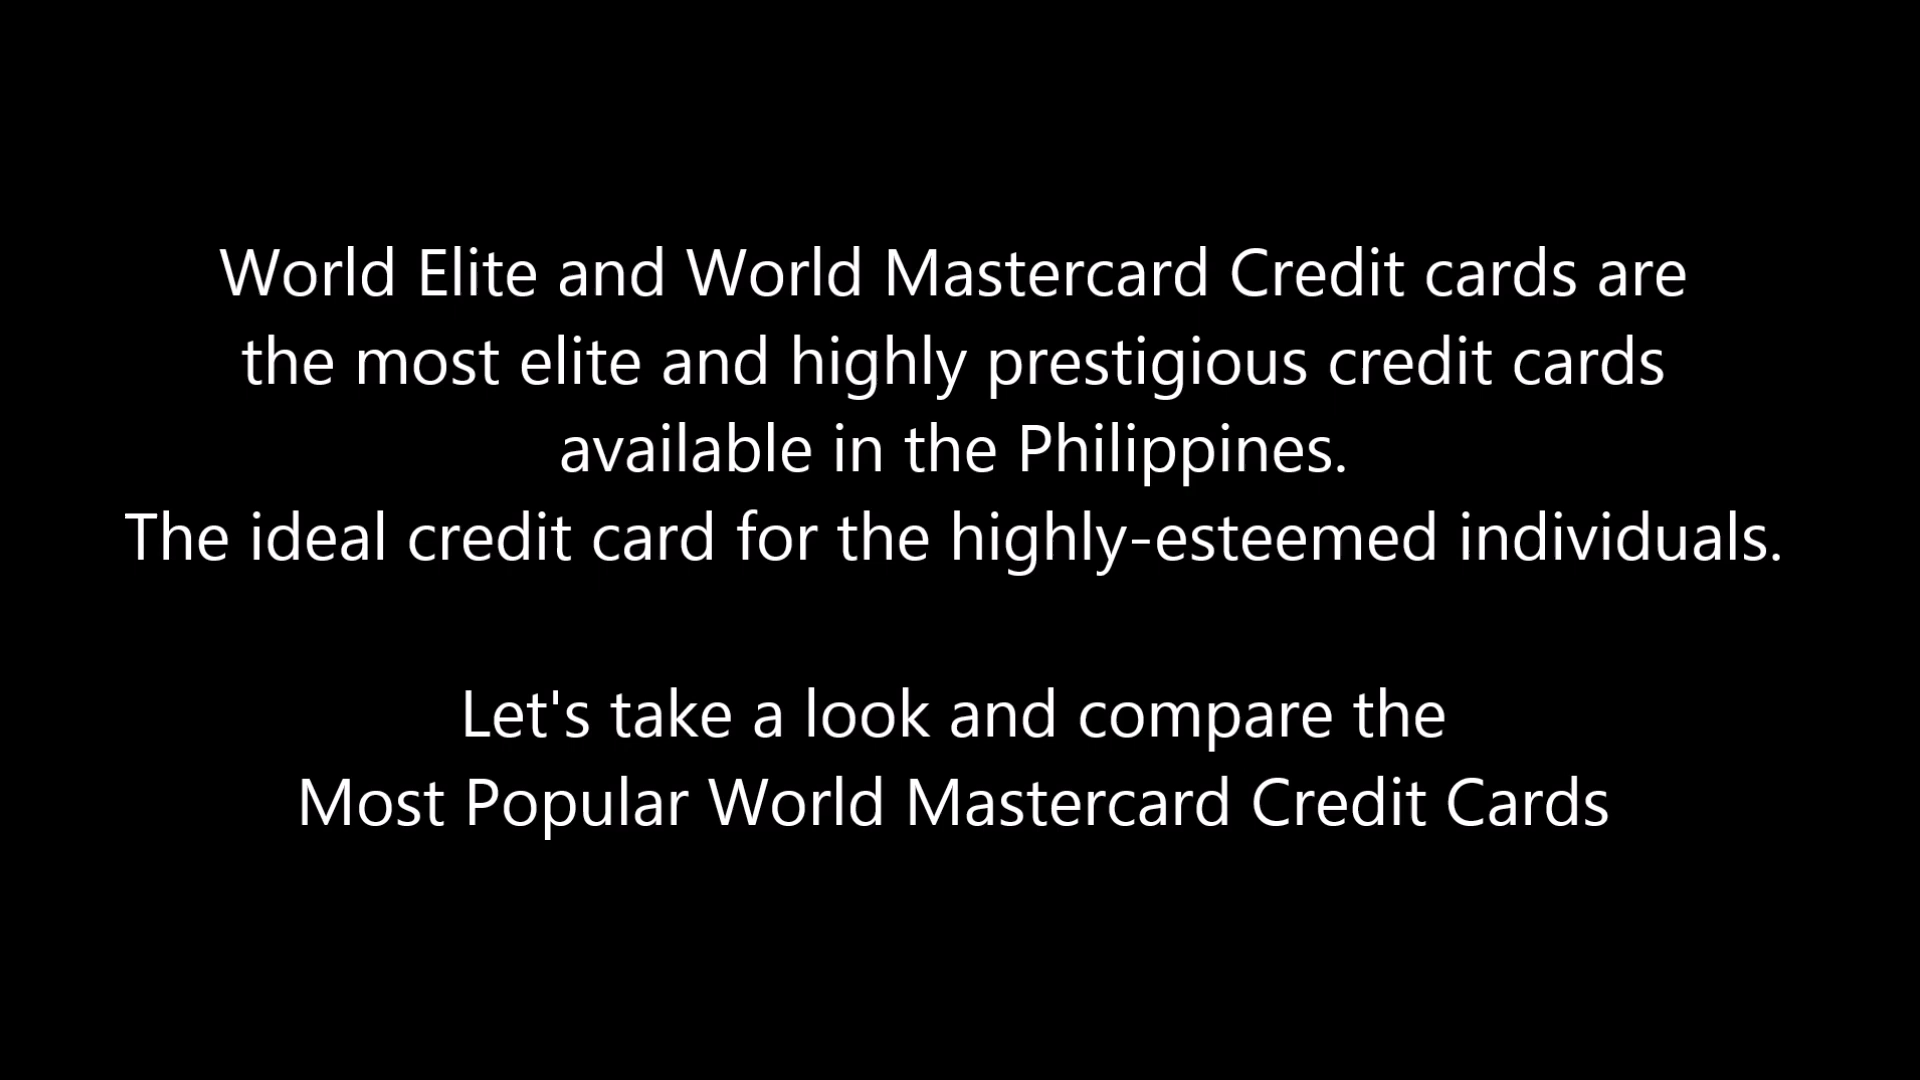 World Elite and World Mastercard Credit cards are
the most elite and highly prestigious credit cards
available in the Philippines.
The ideal credit card for the highly-esteemed individuals.
Let's take a look and compare the
Most Popular World Mastercard Credit Cards